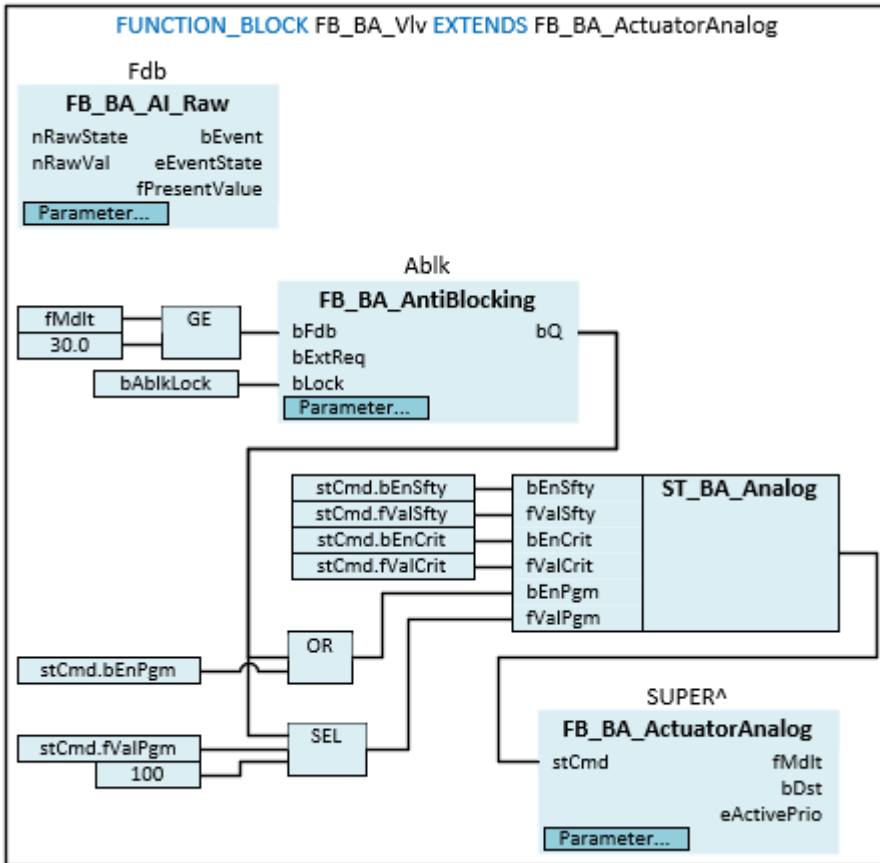 FUNCTION_BLOCK FB_BA_Vlv EXTENDS FB_BA_ActuatorAnalog
Fdb
FB_BA_AI_Raw
nRawState bEvent
nRawVal eEventState
fPresentValue
Parameter...
Ablk
FB_BA_AntiBlocking
fMdlt GE
30.0
bFdb bQ
bExtReq
bAblkLock bLock
Parameter...
stCmd.bEnSfty bEnSfty ST_BA_Analog
stCmd.fValSfty fValSfty
stCmd.bEnCrit bEnCrit
stCmd.fValCrit fValCrit
bEnPgm
fValPgm
OR
stCmd.bEnPgm
SUPER^
SEL
FB_BA_ActuatorAnalog
stCmd.fValPgm
100
stCmd fMdlt
bDst
eActivePrio
Parameter...